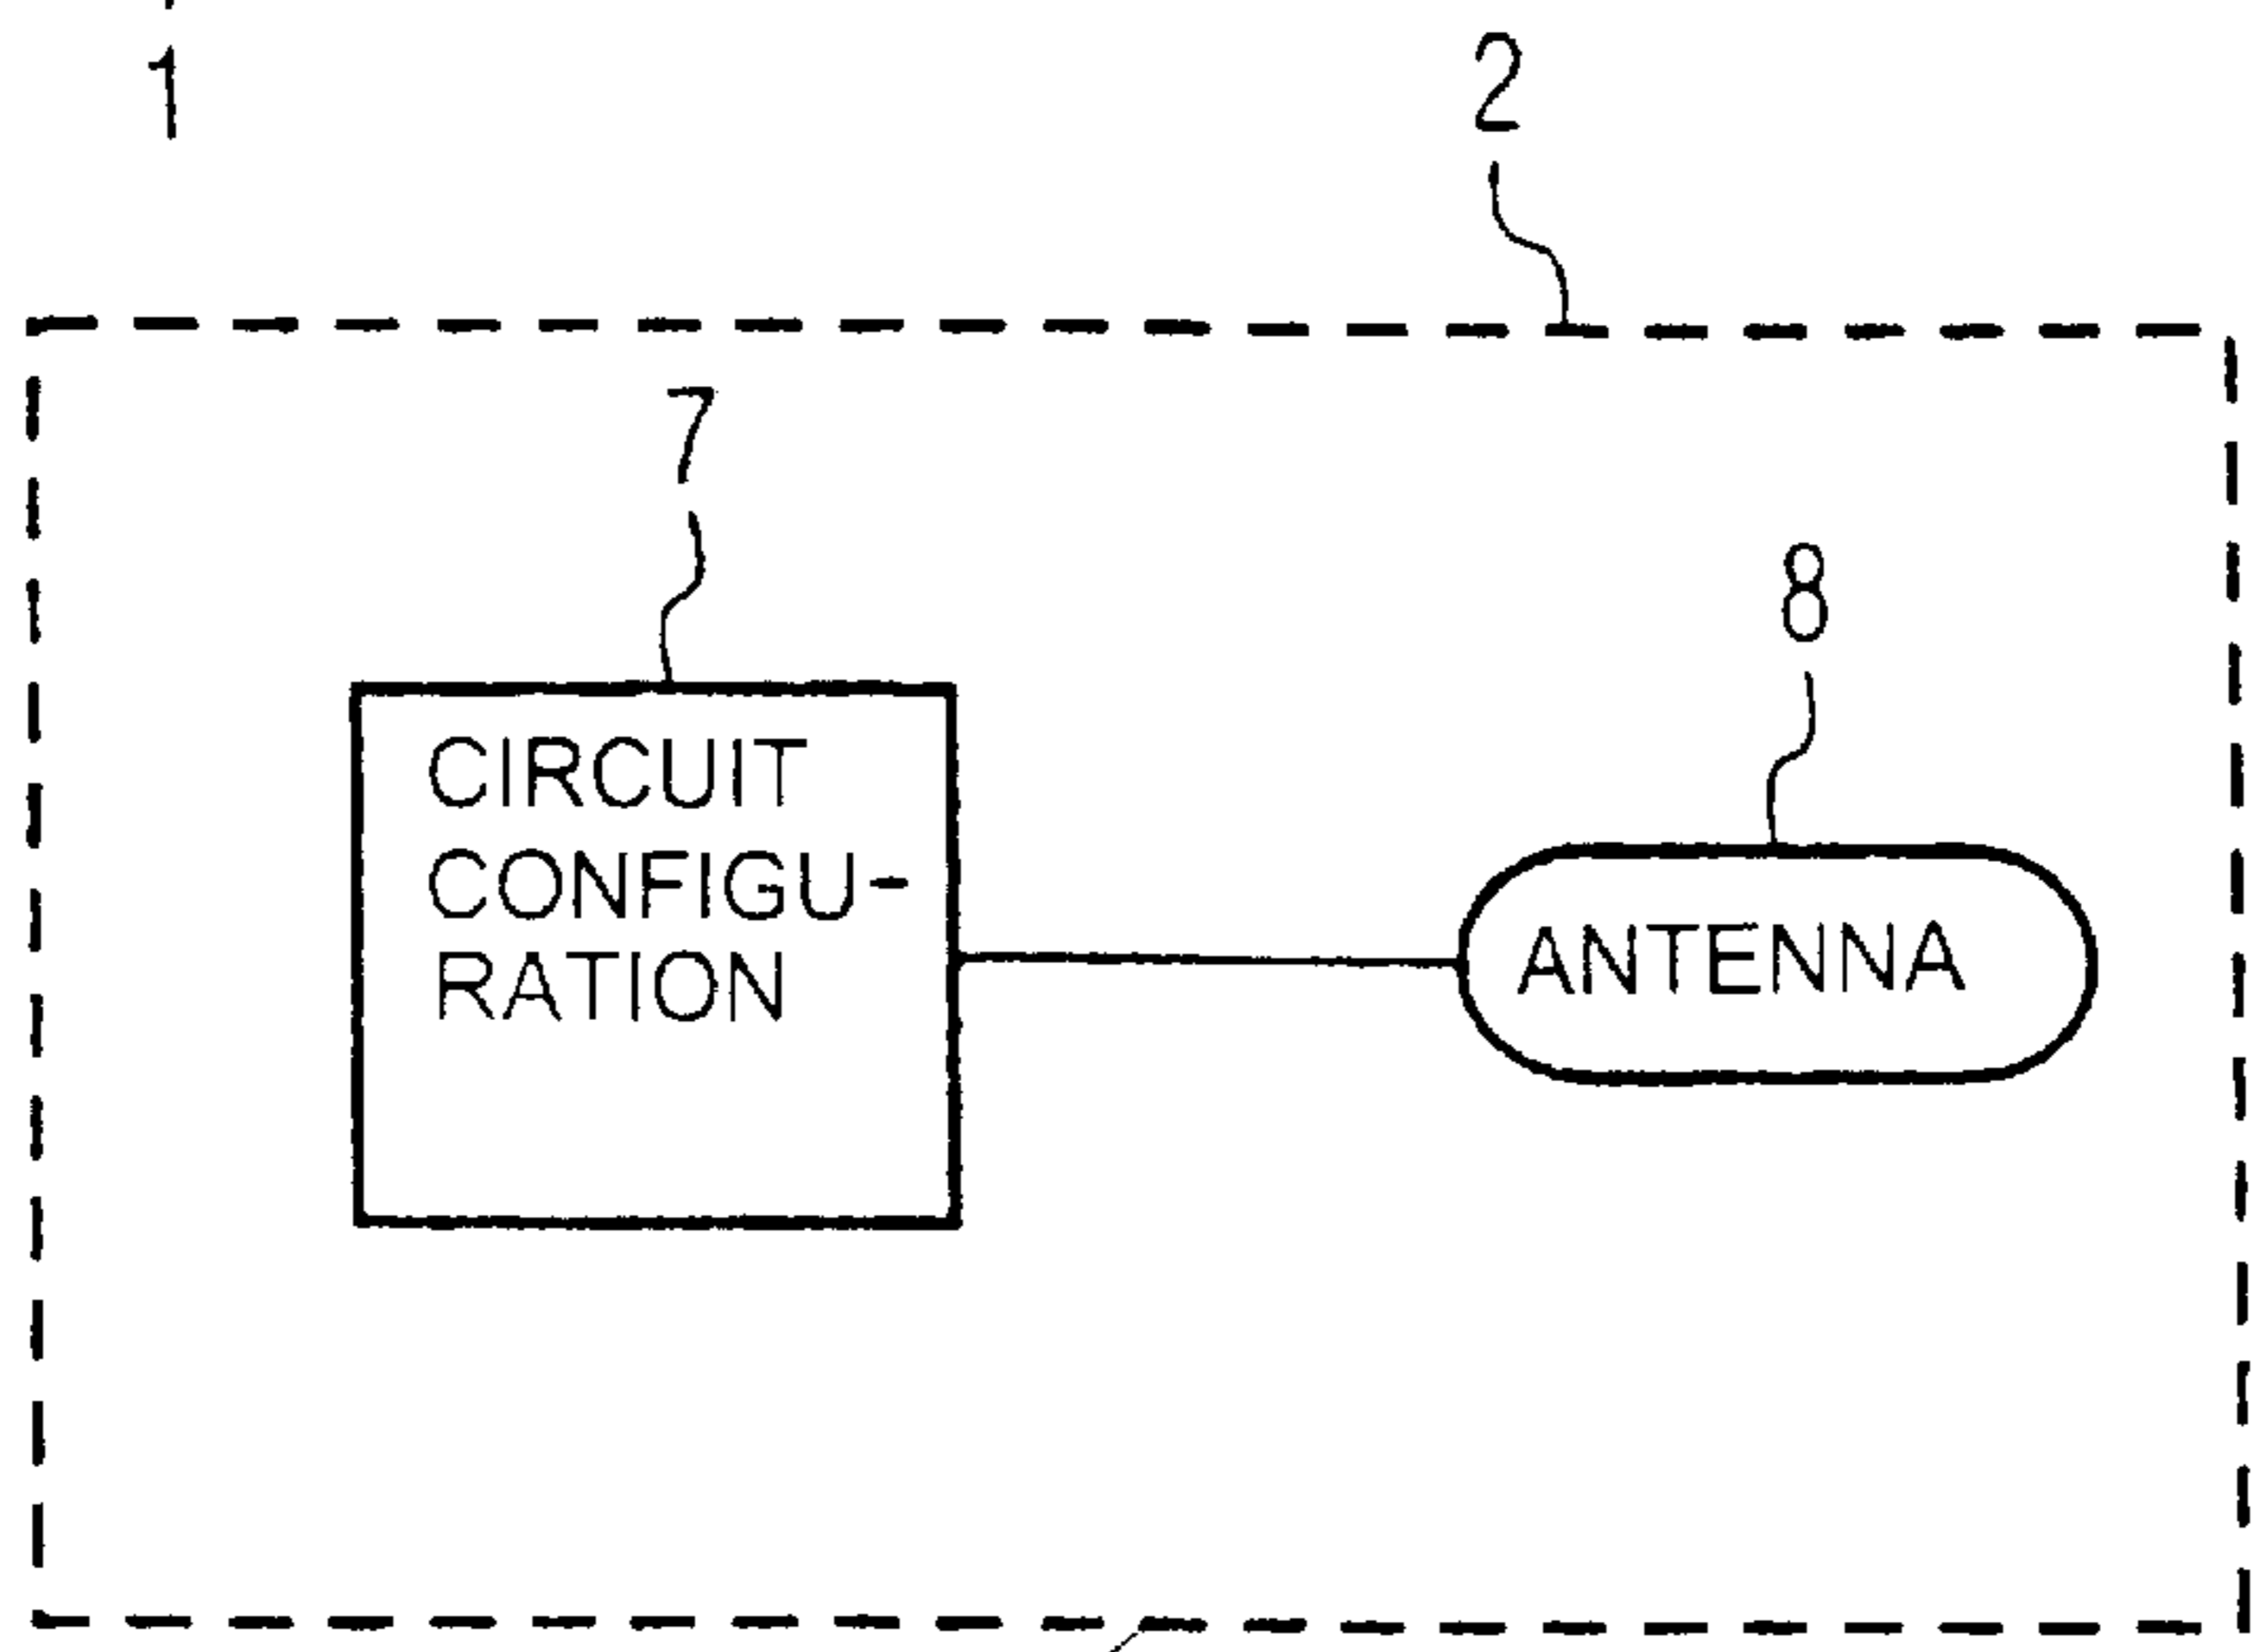 1
2
7
8
CIRCUIT
CONFIGU-
RATION
ANTENNA